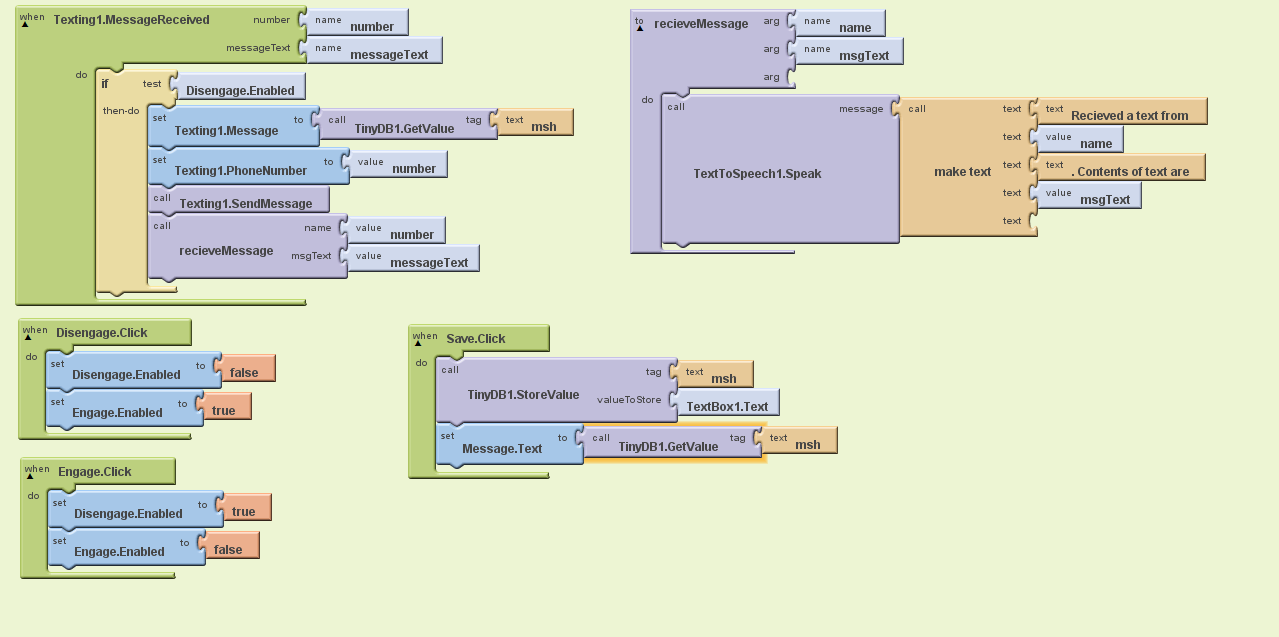 when Texting1.MessageReceived number name number
messageText name messageText
do if test Disengage.Enabled
then-do set Texting1.Message to call TinyDB1.GetValue tag text msh
set Texting1.PhoneNumber to value number
call Texting1.SendMessage
call recieveMessage name value number
msgText value messageText
to recieveMessage arg name name
arg name msgText
arg
do call TextToSpeech1.Speak message call make text text text Recieved a text from
text value name
text text . Contents of text are
text value msgText
text
when Disengage.Click
do set Disengage.Enabled to false
set Engage.Enabled to true
when Save.Click
do call TinyDB1.StoreValue tag text msh
valueToStore TextBox1.Text
set Message.Text to call TinyDB1.GetValue tag text msh
when Engage.Click
do set Disengage.Enabled to true
set Engage.Enabled to false